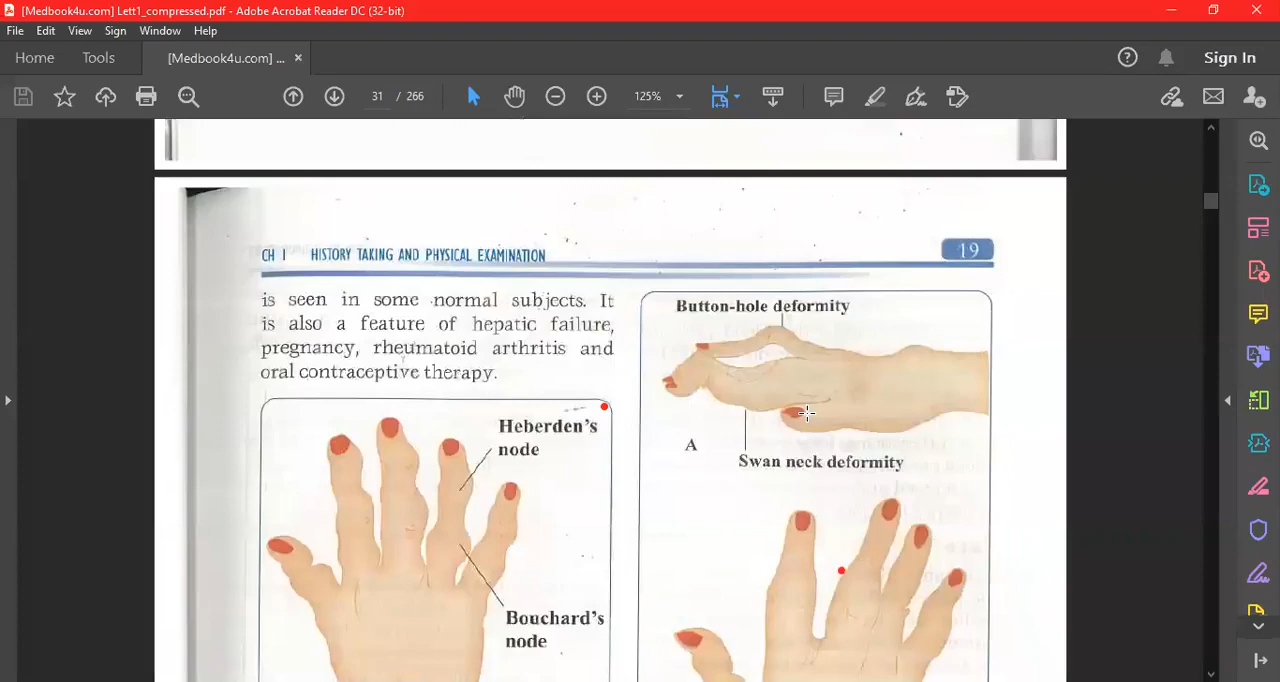 [Medbook4u.com] Lett1_compressed.pdf - Adobe Acrobat Reader DC (32-bit)
File Edit View Sign Window Help
Home Tools [Medbook4u.com] ... × Sign In
31 / 266 125%
CH 1 HISTORY TAKING AND PHYSICAL EXAMINATION 19
is seen in some normal subjects. It
is also a feature of hepatic failure,
pregnancy, rheumatoid arthritis and
oral contraceptive therapy.
Heberden's
node
Bouchard's
node
Button-hole deformity
A
Swan neck deformity